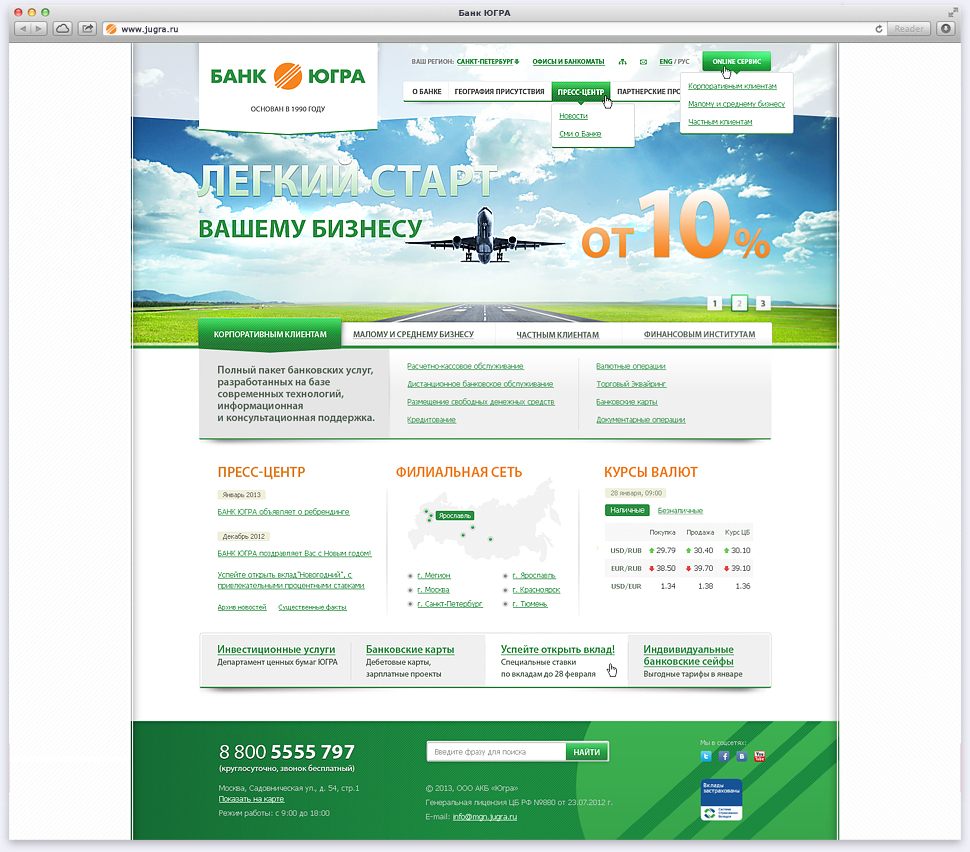 Банк ЮГРА
www.jugra.ru
Reader
БАНК ЮГРА
ОСНОВАН В 1990 ГОДУ
ВАШ РЕГИОН: САНКТ-ПЕТЕРБУРГ
ОФИСЫ И БАНКОМАТЫ
ENG / РУС
ONLINE СЕРВИС
О БАНКЕ
ГЕОГРАФИЯ ПРИСУТСТВИЯ
ПРЕСС-ЦЕНТР
ПАРТНЕРСКИЕ ПРО
Корпоративным клиентам
Малому и среднему бизнесу
Частным клиентам
Новости
Сми о Банке
ЛЕГКИЙ СТАРТ
ВАШЕМУ БИЗНЕСУ
ОТ 10%
1 2 3
КОРПОРАТИВНЫМ КЛИЕНТАМ
МАЛОМУ И СРЕДНЕМУ БИЗНЕСУ
ЧАСТНЫМ КЛИЕНТАМ
ФИНАНСОВЫМ ИНСТИТУТАМ
Полный пакет банковских услуг,
разработанных на базе
современных технологий,
информационная
и консультационная поддержка.
Расчетно-кассовое обслуживание
Дистанционное банковское обслуживание
Размещение свободных денежных средств
Кредитование
Валютные операции
Торговый Эквайринг
Банковские карты
Документарные операции
ПРЕСС-ЦЕНТР
Январь 2013
БАНК ЮГРА объявляет о ребрендинге
Декабрь 2012
БАНК ЮГРА поздравляет Вас с Новым годом!
Успейте открыть вклад"Новогодний", с
привлекательными процентными ставками
Архив новостей
Существенные факты
ФИЛИАЛЬНАЯ СЕТЬ
Ярославль
г. Мегион
г. Москва
г. Санкт-Петербург
г. Ярославль
г. Красноярск
г. Тюмень
КУРСЫ ВАЛЮТ
28 января, 09:00
Наличные
Безналичные
Покупка Продажа Курс ЦБ
USD/RUB 29.79 30.40 30.10
EUR/RUB 38.50 39.70 39.10
USD/EUR 1.34 1.38 1.36
Инвестиционные услуги
Департамент ценных бумаг ЮГРА
Банковские карты
Дебетовые карты,
зарплатные проекты
Успейте открыть вклад!
Специальные ставки
по вкладам до 28 февраля
Индвивидуальные
банковские сейфы
Выгодные тарифы в январе
8 800 5555 797
(круглосуточно, звонок бесплатный)
Москва, Садовническая ул., д. 54, стр.1
Показать на карте
Режим работы: с 9:00 до 18:00
Введите фразу для поиска
НАЙТИ
© 2013, ООО АКБ «Югра»
Генеральная лицензия ЦБ РФ №880 от 23.07.2012 г.
E-mail: info@mgn.jugra.ru
Мы в соцсетях:
You Tube
Вклады
застрахованы
Система
Страхования
Вкладов